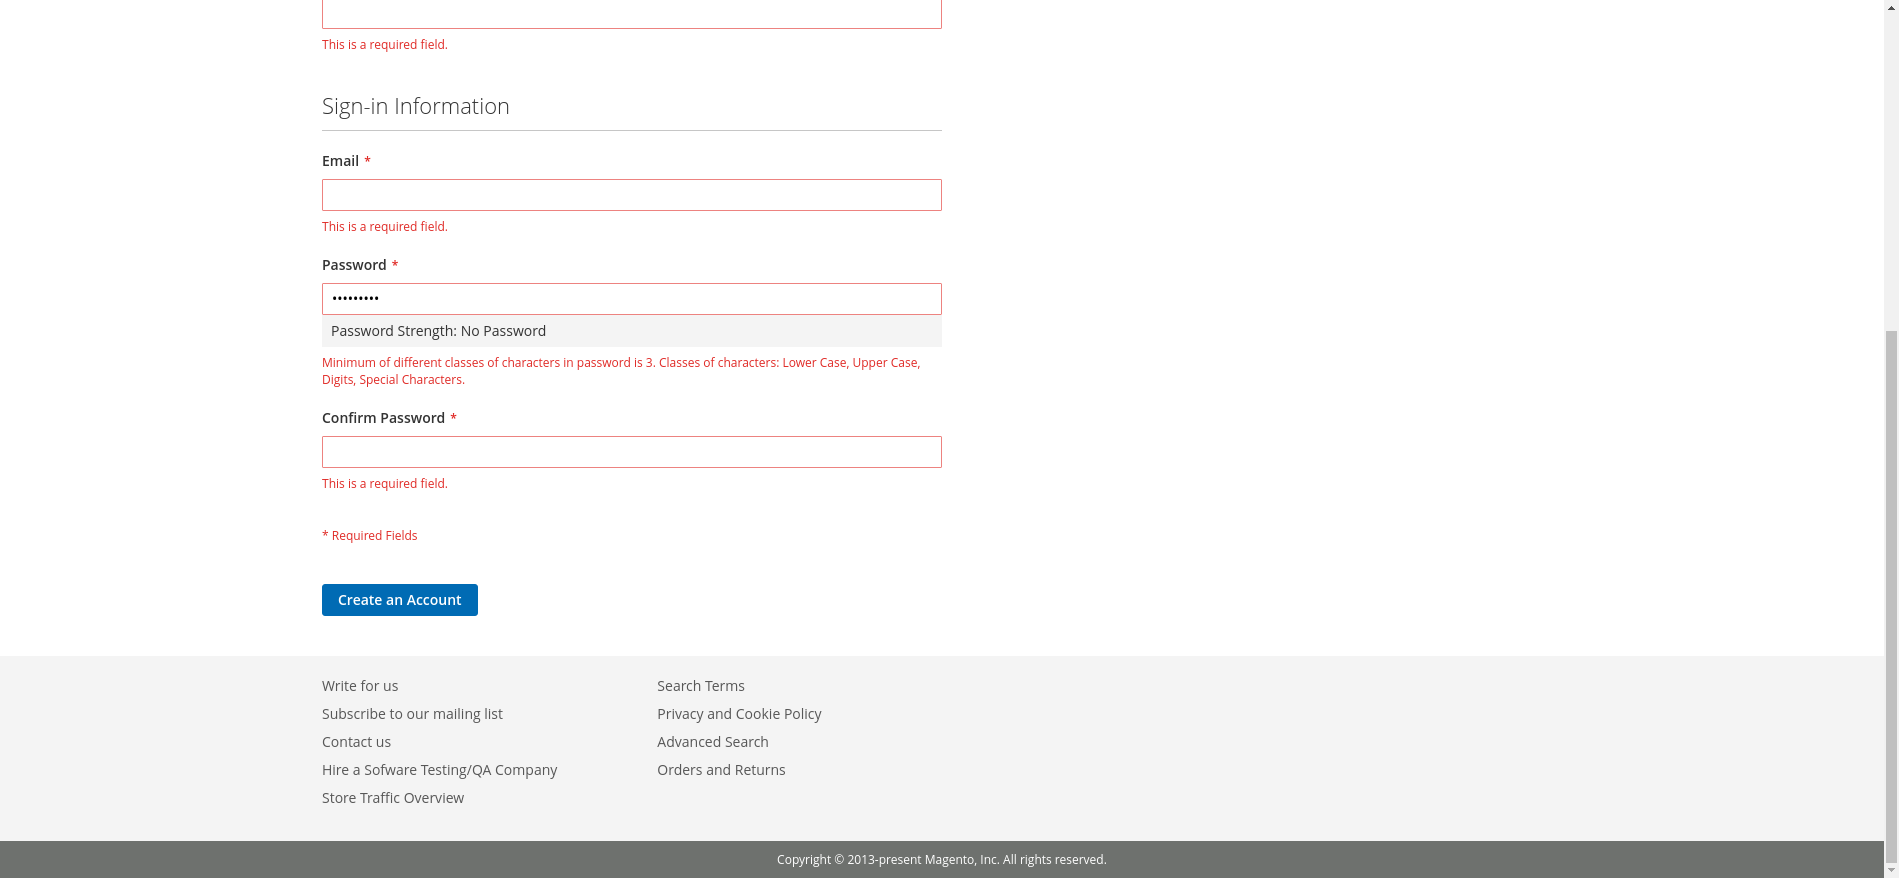 This is a required field.
Sign-in Information
Email *
This is a required field.
Password *
•••••••••
Password Strength: No Password
Minimum of different classes of characters in password is 3. Classes of characters: Lower Case, Upper Case,
Digits, Special Characters.
Confirm Password *
This is a required field.
* Required Fields
Create an Account
Write for us
Subscribe to our mailing list
Contact us
Hire a Sofware Testing/QA Company
Store Traffic Overview
Search Terms
Privacy and Cookie Policy
Advanced Search
Orders and Returns
Copyright © 2013-present Magento, Inc. All rights reserved.